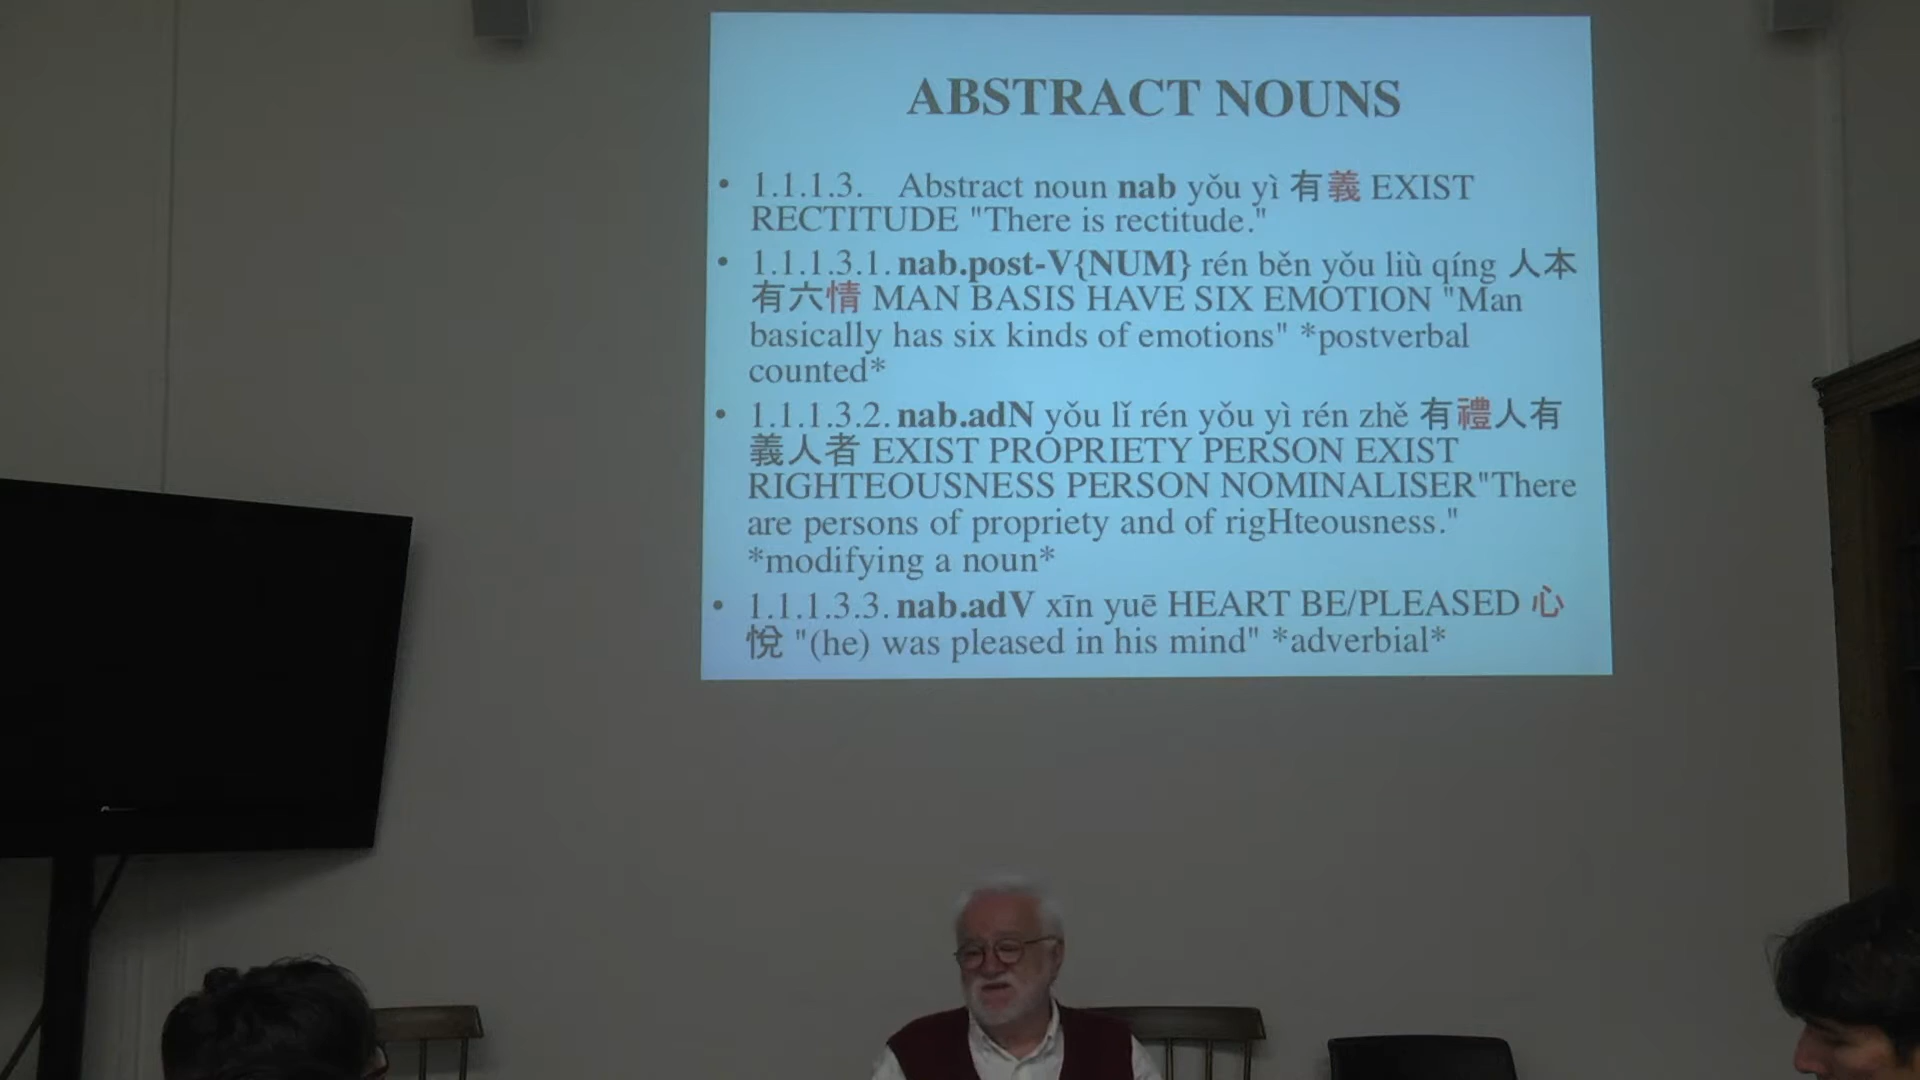 ABSTRACT NOUNS
• 1.1.1.3. Abstract noun nab yǒu yì 有義 EXIST
RECTITUDE "There is rectitude."
• 1.1.1.3.1. nab.post-V{NUM} rén běn yǒu liù qíng 人本
有六情 MAN BASIS HAVE SIX EMOTION "Man
basically has six kinds of emotions" *postverbal
counted*
• 1.1.1.3.2. nab.adN yǒu lǐ rén yǒu yì rén zhě 有禮人有
義人者 EXIST PROPRIETY PERSON EXIST
RIGHTEOUSNESS PERSON NOMINALISER"There
are persons of propriety and of rigHteousness."
*modifying a noun*
• 1.1.1.3.3. nab.adV xīn yuē HEART BE/PLEASED 心
悅 "(he) was pleased in his mind" *adverbial*